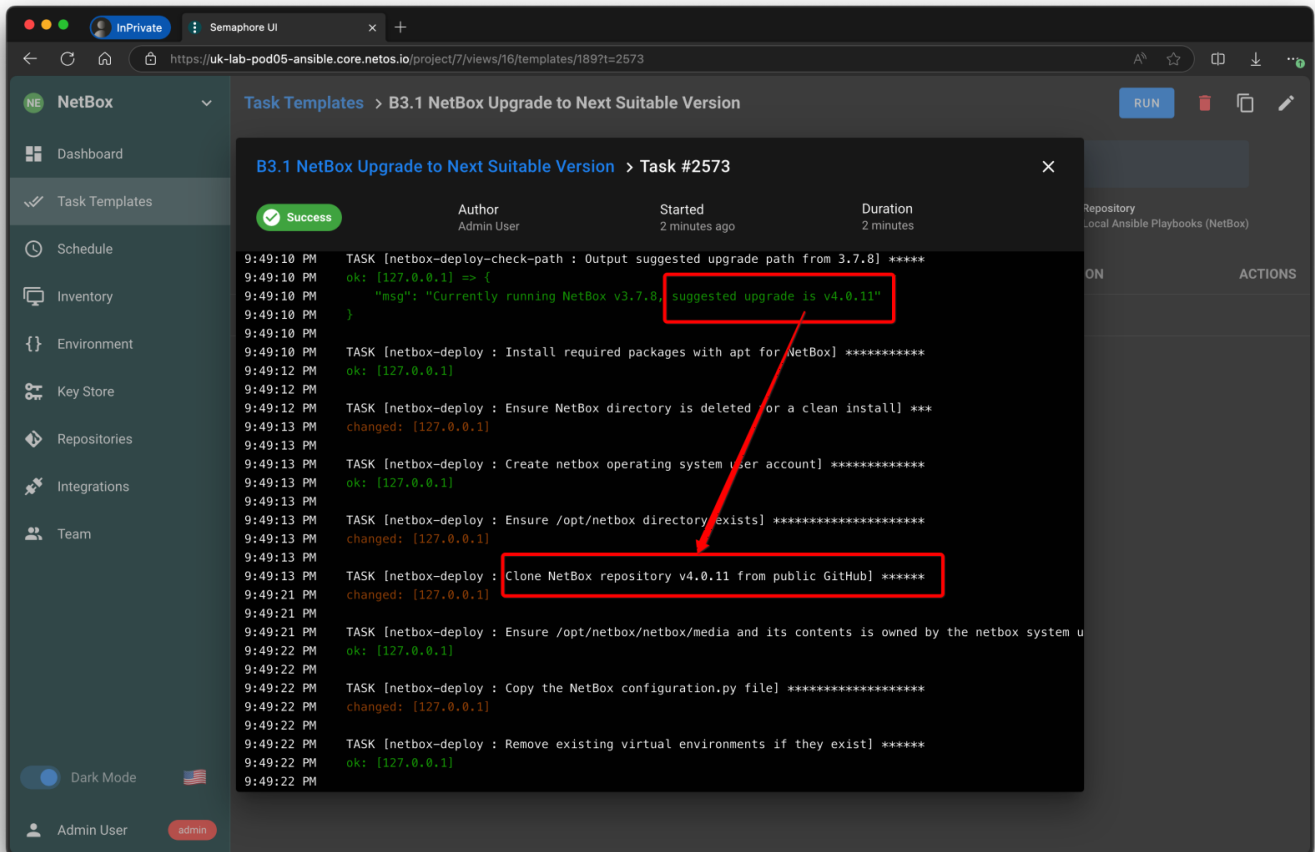 InPrivate
Semaphore UI
https://uk-lab-pod05-ansible.core.netos.io/project/7/views/16/templates/189?t=2573
NE NetBox
Task Templates > B3.1 NetBox Upgrade to Next Suitable Version
RUN
Dashboard
Task Templates
Schedule
Inventory
Environment
Key Store
Repositories
Integrations
Team
Dark Mode
Admin User admin
Repository
Local Ansible Playbooks (NetBox)
ON ACTIONS
B3.1 NetBox Upgrade to Next Suitable Version > Task #2573
Success
Author
Admin User
Started
2 minutes ago
Duration
2 minutes
9:49:10 PM TASK [netbox-deploy-check-path : Output suggested upgrade path from 3.7.8] *****
9:49:10 PM ok: [127.0.0.1] => {
9:49:10 PM "msg": "Currently running NetBox v3.7.8, suggested upgrade is v4.0.11"
9:49:10 PM }
9:49:10 PM
9:49:10 PM TASK [netbox-deploy : Install required packages with apt for NetBox] ***********
9:49:12 PM ok: [127.0.0.1]
9:49:12 PM
9:49:12 PM TASK [netbox-deploy : Ensure NetBox directory is deleted for a clean install] ***
9:49:13 PM changed: [127.0.0.1]
9:49:13 PM
9:49:13 PM TASK [netbox-deploy : Create netbox operating system user account] *************
9:49:13 PM ok: [127.0.0.1]
9:49:13 PM
9:49:13 PM TASK [netbox-deploy : Ensure /opt/netbox directory exists] *********************
9:49:13 PM changed: [127.0.0.1]
9:49:13 PM
9:49:13 PM TASK [netbox-deploy : Clone NetBox repository v4.0.11 from public GitHub] ******
9:49:21 PM changed: [127.0.0.1]
9:49:21 PM
9:49:21 PM TASK [netbox-deploy : Ensure /opt/netbox/netbox/media and its contents is owned by the netbox system u
9:49:22 PM ok: [127.0.0.1]
9:49:22 PM
9:49:22 PM TASK [netbox-deploy : Copy the NetBox configuration.py file] *******************
9:49:22 PM changed: [127.0.0.1]
9:49:22 PM
9:49:22 PM TASK [netbox-deploy : Remove existing virtual environments if they exist] ******
9:49:22 PM ok: [127.0.0.1]
9:49:22 PM